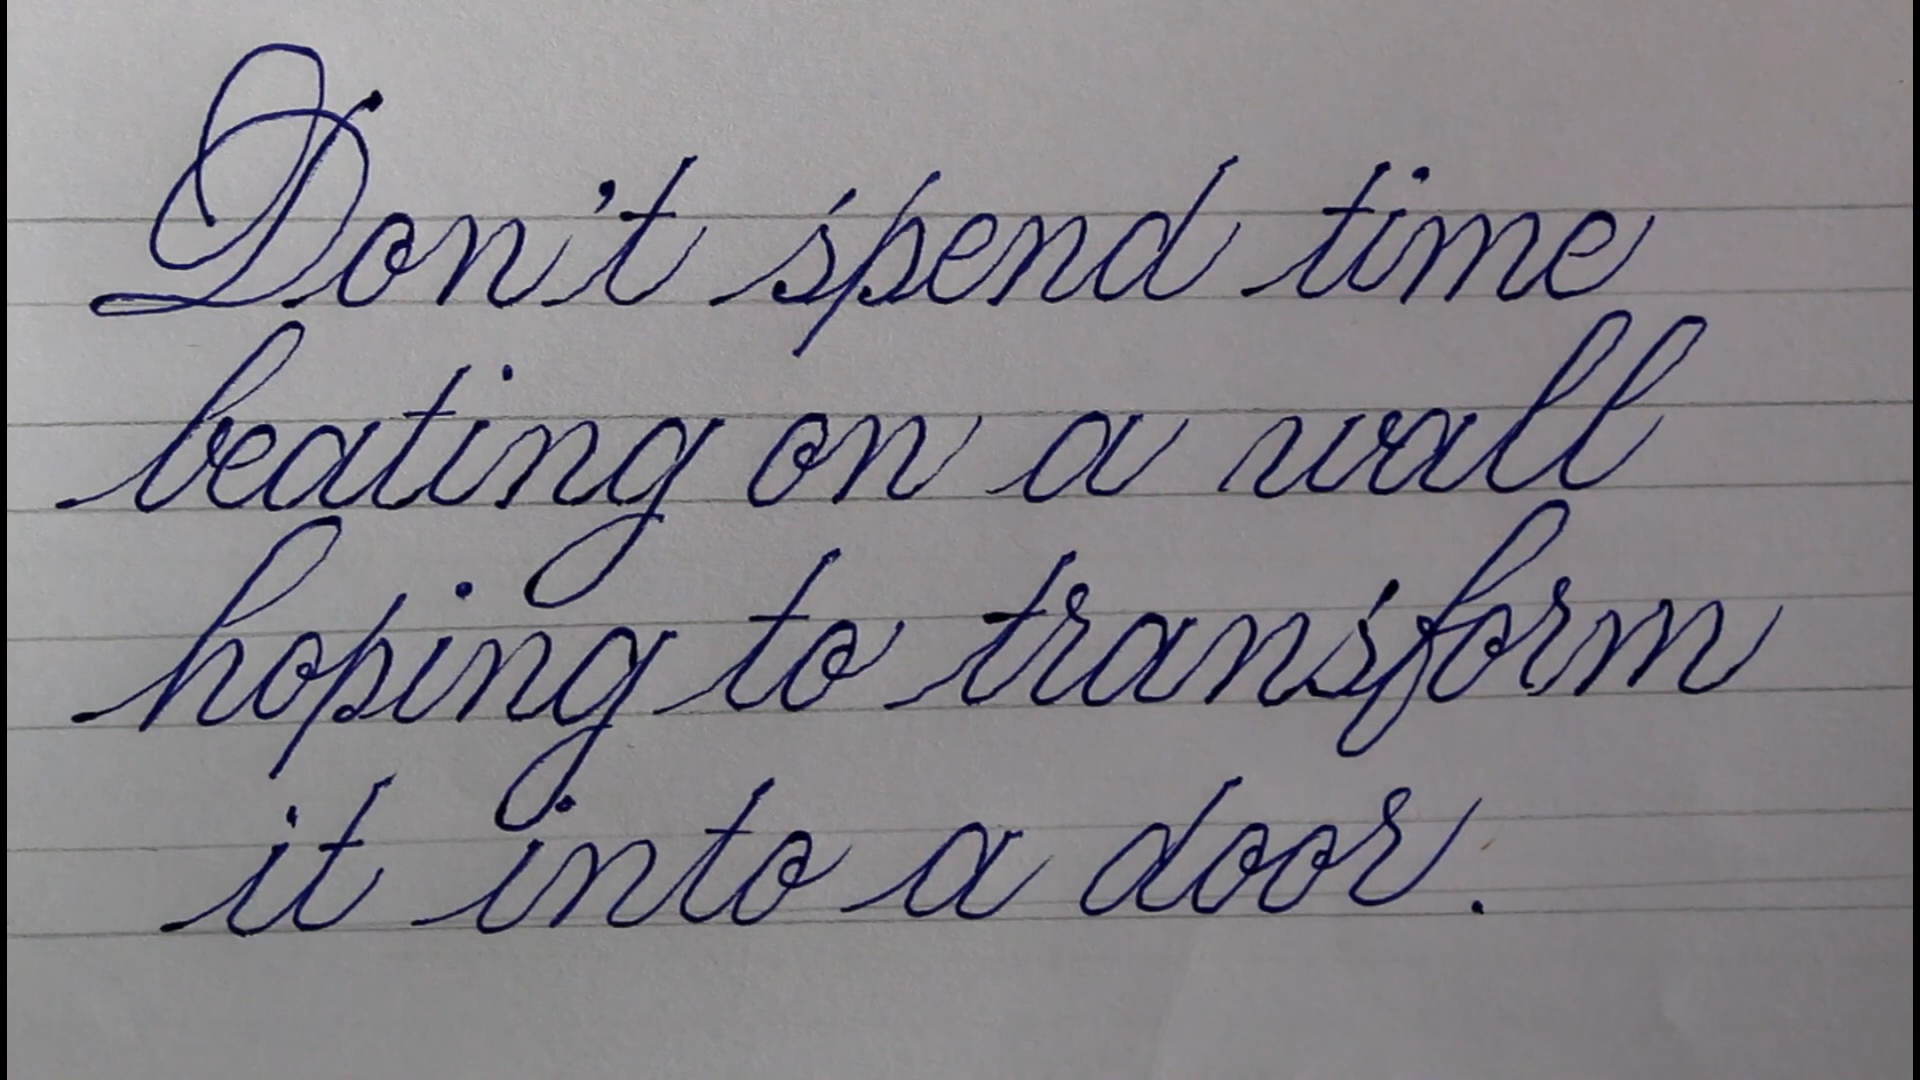 Don't spend time
beating on a wall
hoping to transform
it into a door.